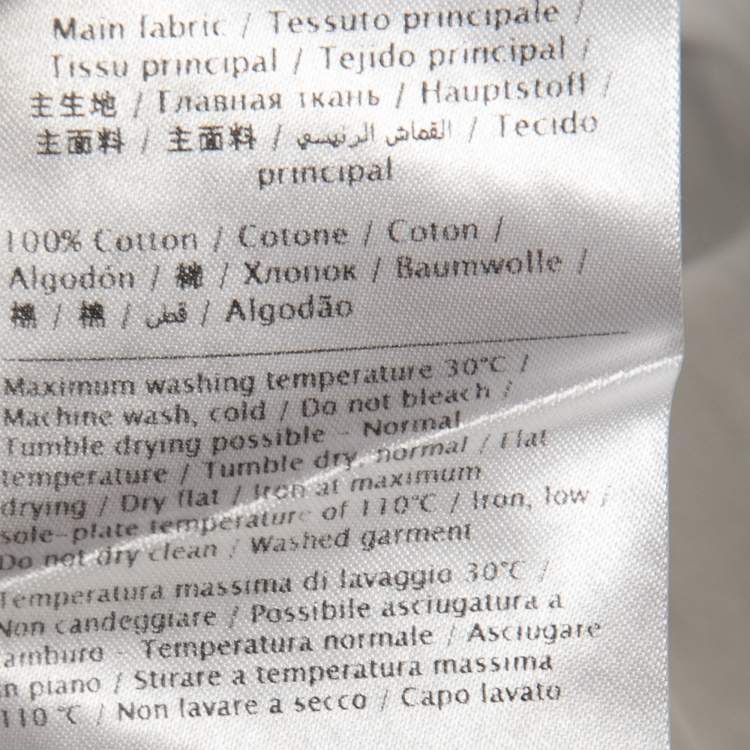 Main fabric / Tessuto principale /
Tissu principal / Tejido principal /
主生地 / Главная ткань / Hauptstoff /
主面料 / 主面料 / القماش الرئيسي / Tecido
principal
100% Cotton / Cotone / Coton /
Algodón / 綿 / Хлопок / Baumwolle /
棉 / 棉 / قطن / Algodão
Maximum washing temperature 30°C /
Machine wash, cold / Do not bleach /
Tumble drying possible - Normal
temperature / Tumble dry, normal / Flat
drying / Dry flat / Iron at maximum
sole-plate temperature of 110°C / Iron, low /
Do not dry clean / Washed garment
Temperatura massima di lavaggio 30°C /
Non candeggiare / Possibile asciugatura a
amburo - Temperatura normale / Asciugare
in piano / Stirare a temperatura massima
110 °C / Non lavare a secco / Capo lavato